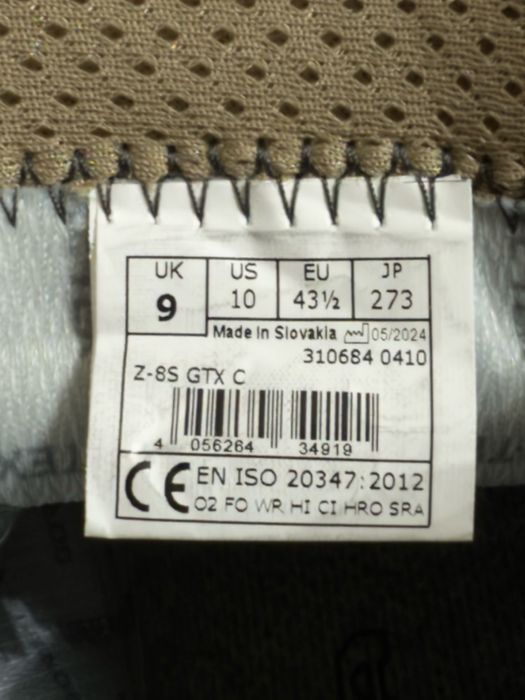 UK US EU JP
9 10 43½ 273
Made in Slovakia 05/2024
310684 0410
Z-8S GTX C
4 056264 34919
CE EN ISO 20347:2012
O2 FO WR HI CI HRO SRA